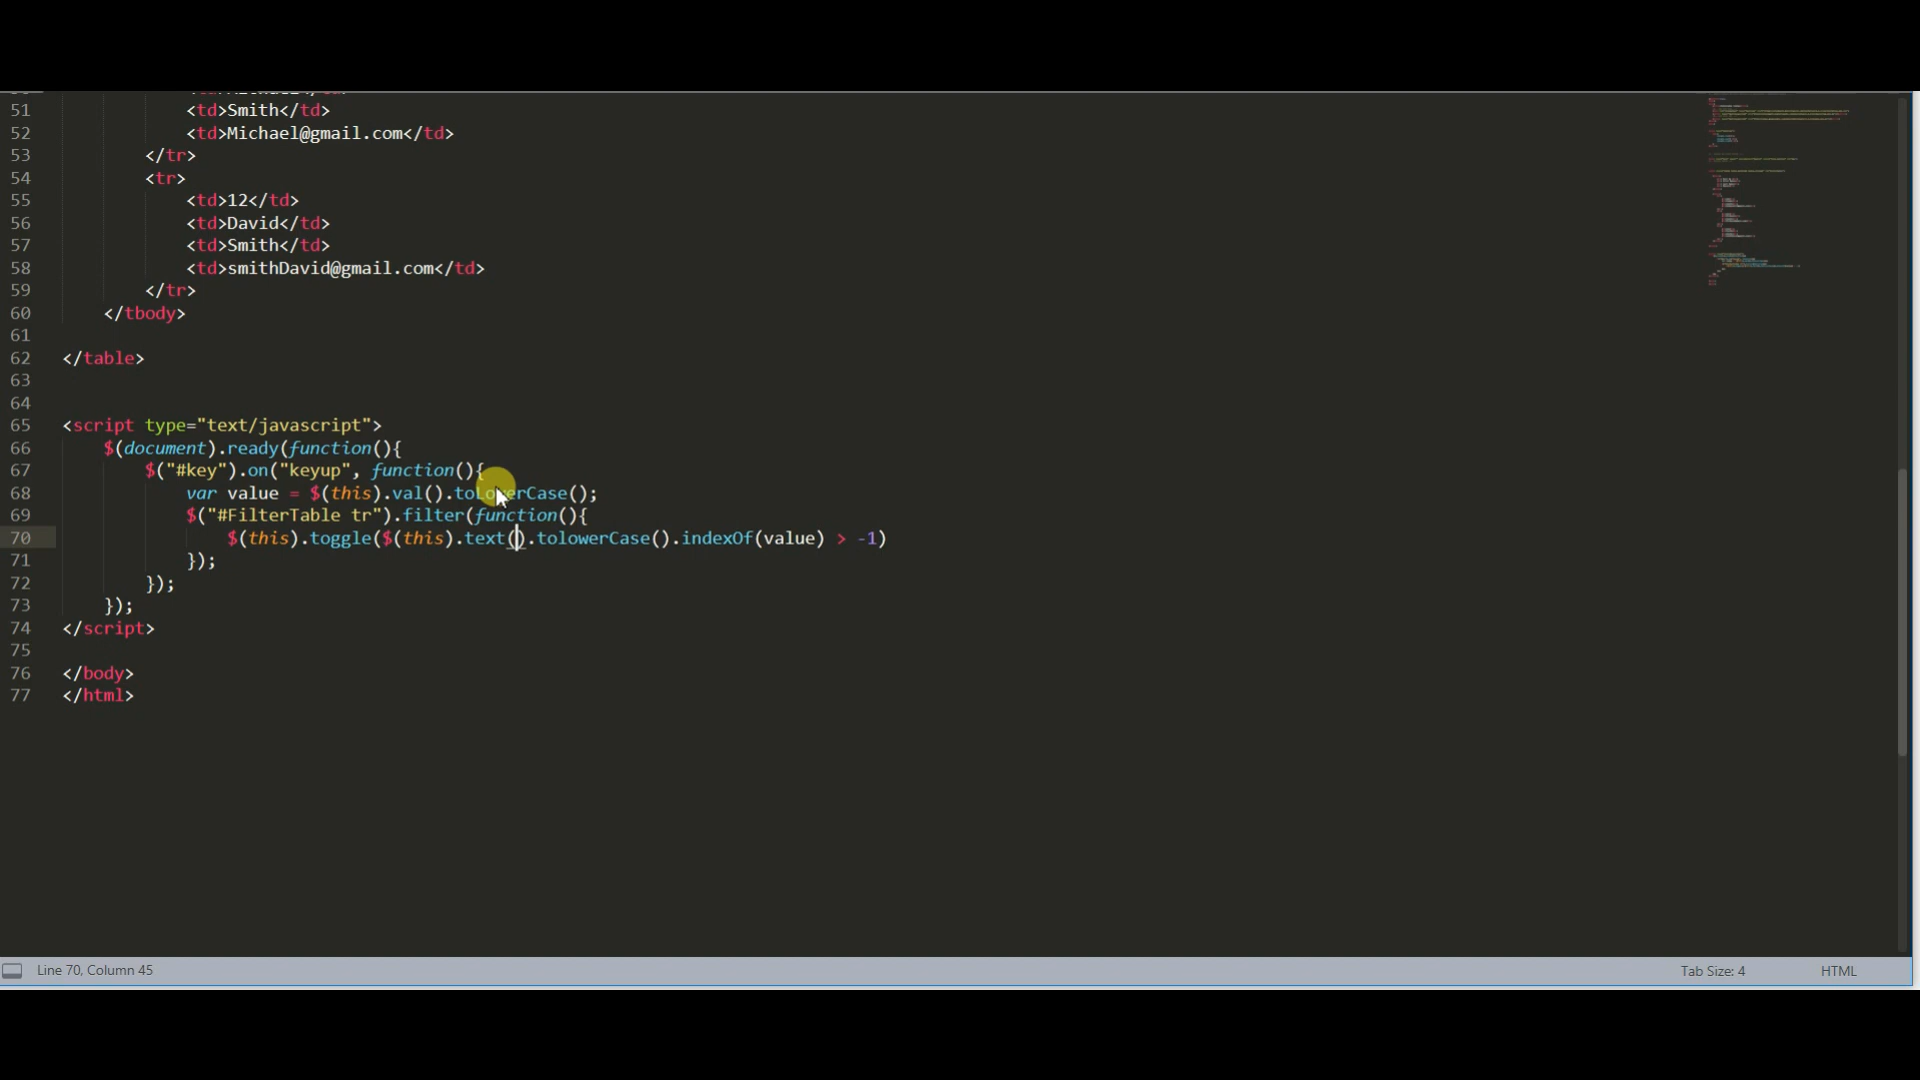 51 <td>Smith</td>
52 <td>Michael@gmail.com</td>
53 </tr>
54 <tr>
55 <td>12</td>
56 <td>David</td>
57 <td>Smith</td>
58 <td>smithDavid@gmail.com</td>
59 </tr>
60 </tbody>
61
62 </table>
63
64
65 <script type="text/javascript">
66 $(document).ready(function(){
67 $("#key").on("keyup", function(){
68 var value = $(this).val().toLowerCase();
69 $("#FilterTable tr").filter(function(){
70 $(this).toggle($(this).text().tolowerCase().indexOf(value) > -1)
71 });
72 });
73 });
74 </script>
75
76 </body>
77 </html>
Line 70, Column 45
Tab Size: 4
HTML